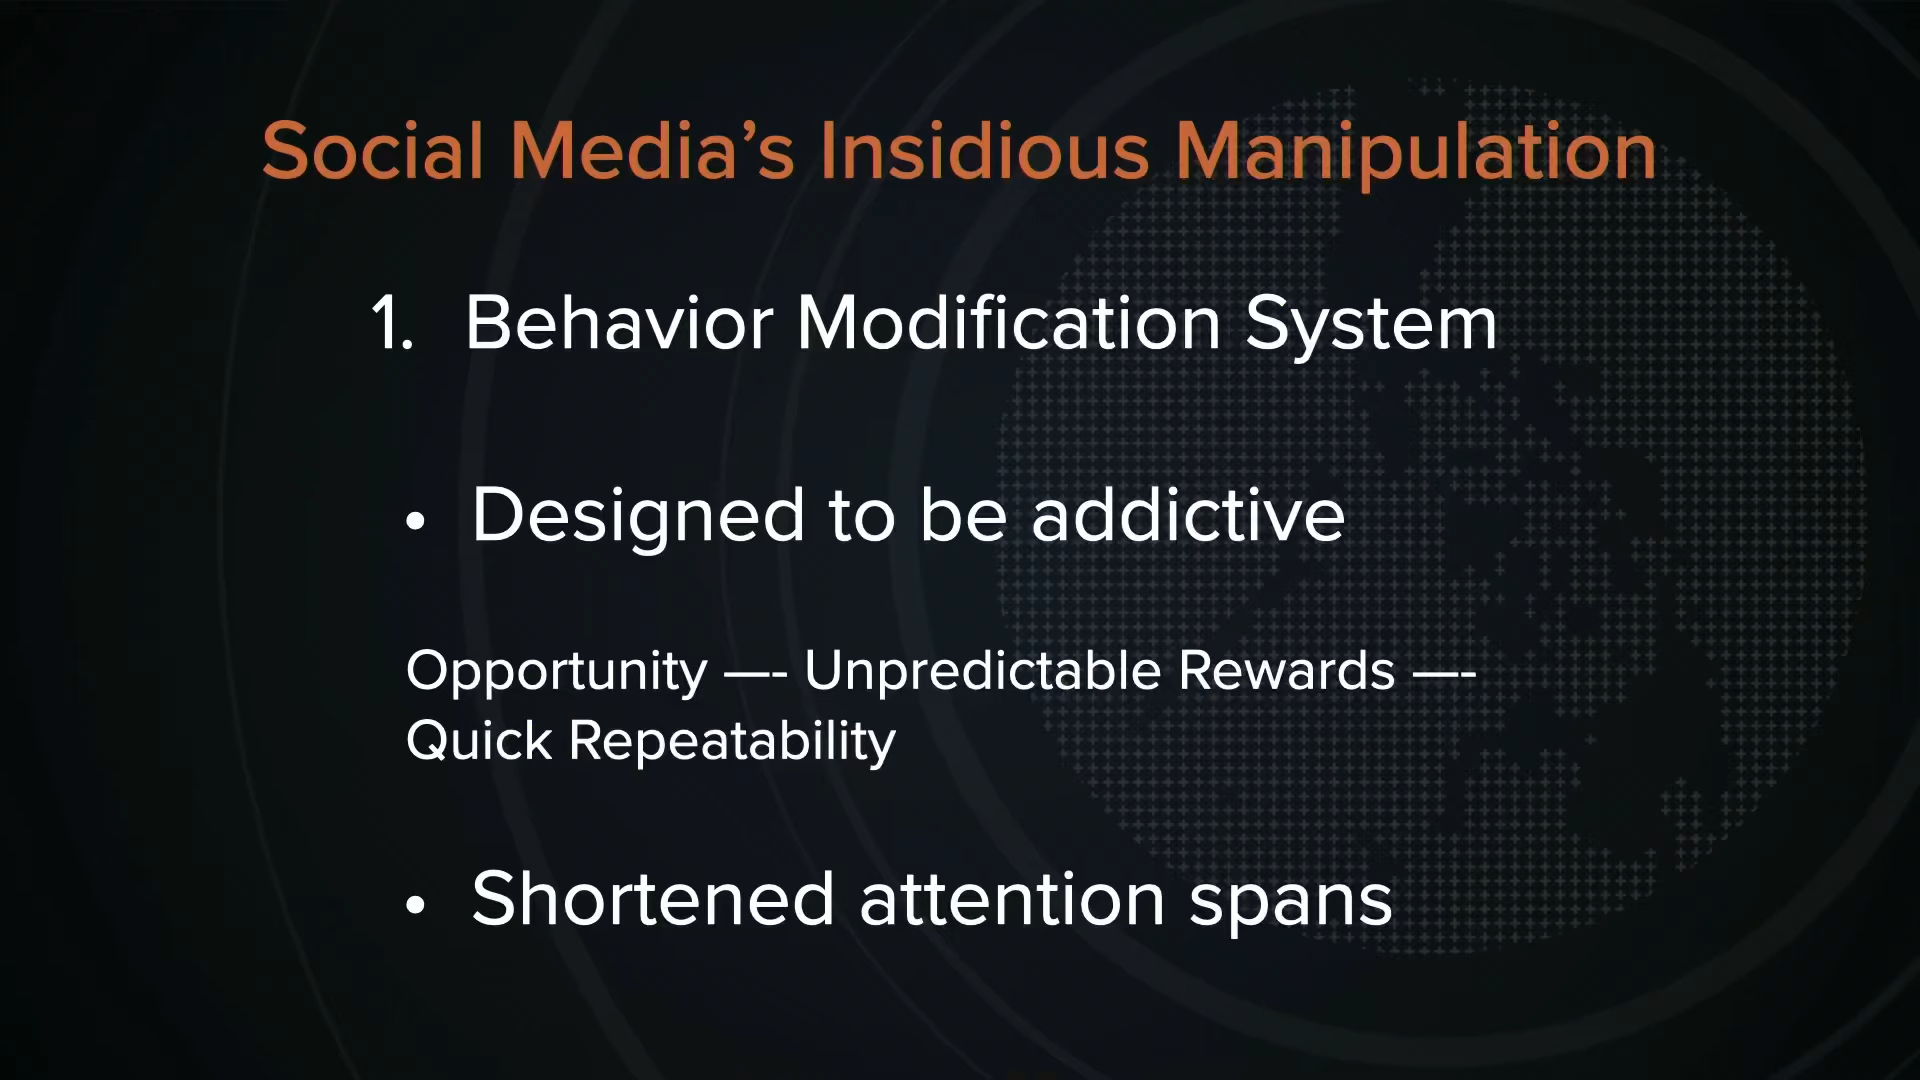 Social Media’s Insidious Manipulation
1. Behavior Modification System
• Designed to be addictive
Opportunity —- Unpredictable Rewards —-
Quick Repeatability
• Shortened attention spans